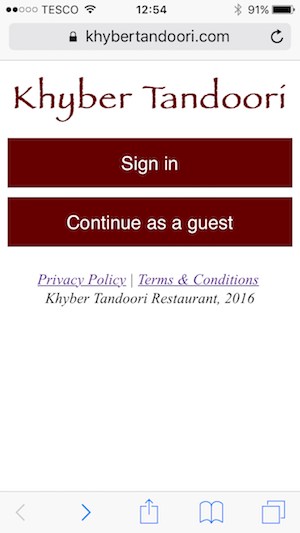 TESCO 12:54 91%
khybertandoori.com
Khyber Tandoori
Sign in
Continue as a guest
Privacy Policy | Terms & Conditions
Khyber Tandoori Restaurant, 2016